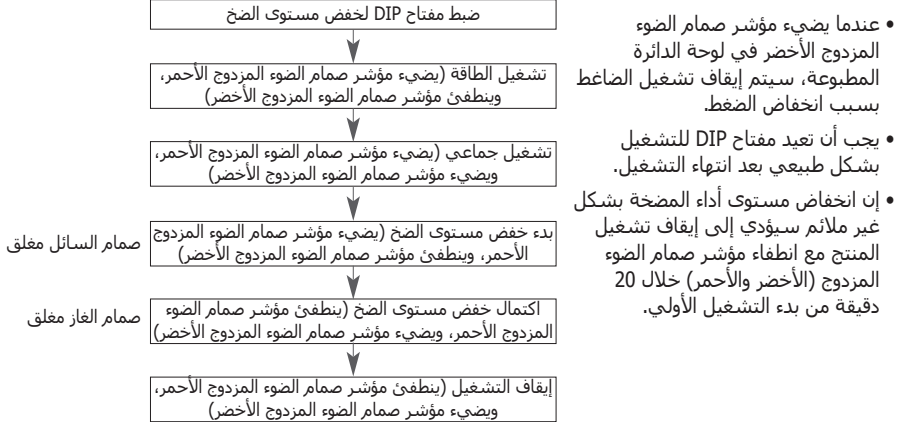 ضبط مفتاح DIP لخفض مستوى الضخ
تشغيل الطاقة (يضيء مؤشر صمام الضوء المزدوج الأحمر،
وينطفئ مؤشر صمام الضوء المزدوج الأخضر)
تشغيل جماعي (يضيء مؤشر صمام الضوء المزدوج الأحمر،
ويضيء مؤشر صمام الضوء المزدوج الأخضر)
بدء خفض مستوى الضخ (يضيء مؤشر صمام الضوء المزدوج
الأحمر، وينطفئ مؤشر صمام الضوء المزدوج الأخضر)
صمام السائل مغلق
اكتمال خفض مستوى الضخ (ينطفئ مؤشر صمام الضوء
المزدوج الأحمر، ويضيء مؤشر صمام الضوء المزدوج الأخضر)
صمام الغاز مغلق
إيقاف التشغيل (ينطفئ مؤشر صمام الضوء المزدوج الأحمر،
ويضيء مؤشر صمام الضوء المزدوج الأخضر)
• عندما يضيء مؤشر صمام الضوء
المزدوج الأخضر في لوحة الدائرة
المطبوعة، سيتم إيقاف تشغيل الضاغط
بسبب انخفاض الضغط.
• يجب أن تعيد مفتاح DIP للتشغيل
بشكل طبيعي بعد انتهاء التشغيل.
• إن انخفاض مستوى أداء المضخة بشكل
غير ملائم سيؤدي إلى إيقاف تشغيل
المنتج مع انطفاء مؤشر صمام الضوء
المزدوج (الأخضر والأحمر) خلال 20
دقيقة من بدء التشغيل الأولي.